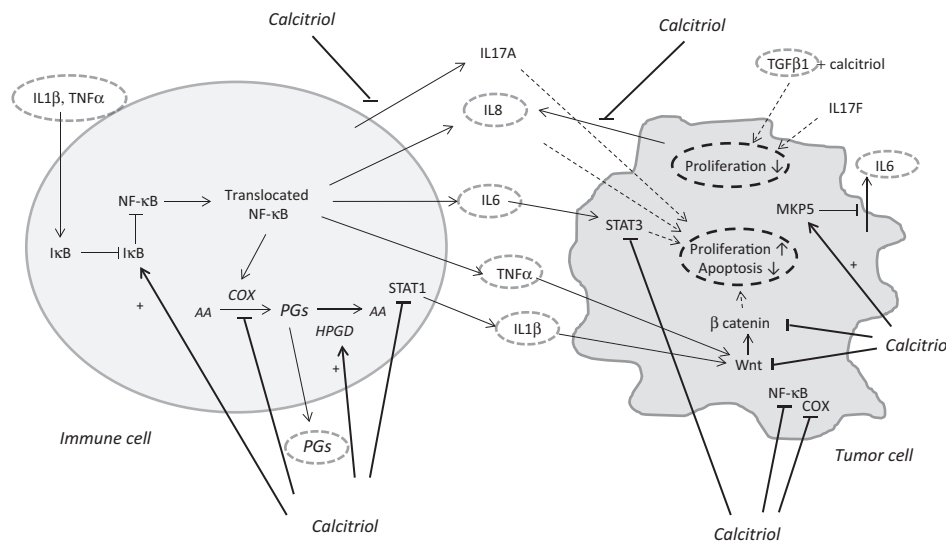 Calcitriol
Calcitriol
IL17A
TGFβ1 + calcitriol
IL1β, TNFα
IL8
IL17F
Proliferation ↓
IL6
NF-κB
Translocated
NF-κB
IL6
MKP5
STAT3
IκB
IκB
Proliferation ↑
Apoptosis ↓
TNFα
+
+
COX
STAT1
AA
PGs
AA
HPGD
IL1β
β catenin
Calcitriol
Wnt
+
NF-κB
COX
Immune cell
PGs
Tumor cell
Calcitriol
Calcitriol